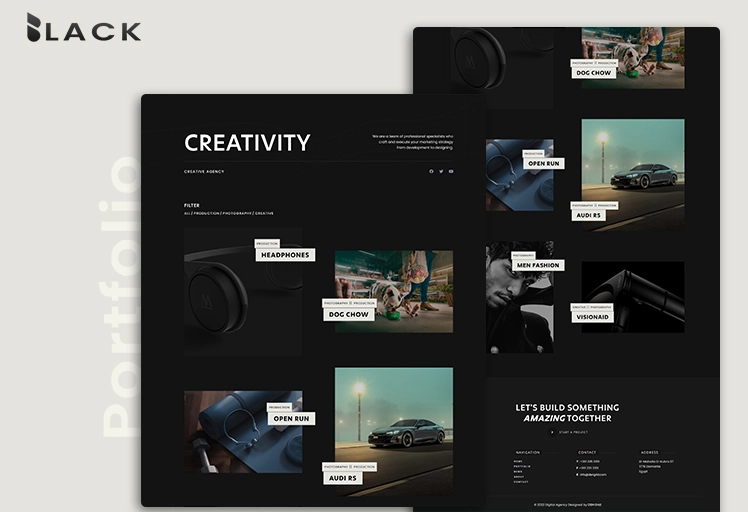 BLACK
Portfolio
CREATIVITY
We are a team of professional specialists who
craft and execute your marketing strategy
from development to designing.
CREATIVE AGENCY
FILTER
ALL / PRODUCTION / PHOTOGRAPHY / CREATIVE
PRODUCTION
HEADPHONES
PHOTOGRAPHY PRODUCTION
DOG CHOW
PRODUCTION
OPEN RUN
PHOTOGRAPHY PRODUCTION
AUDI RS
PHOTOGRAPHY PRODUCTION
DOG CHOW
PRODUCTION
OPEN RUN
PHOTOGRAPHY PRODUCTION
AUDI RS
PHOTOGRAPHY
MEN FASHION
CREATIVE PHOTOGRAPHY
VISIONAID
LET'S BUILD SOMETHING
AMAZING TOGETHER
START A PROJECT
NAVIGATION
HOME
PORTFOLIO
NEWS
ABOUT
CONTACT
CONTACT
ADDRESS
Egypt
© 2022 Digital Agency Designed by